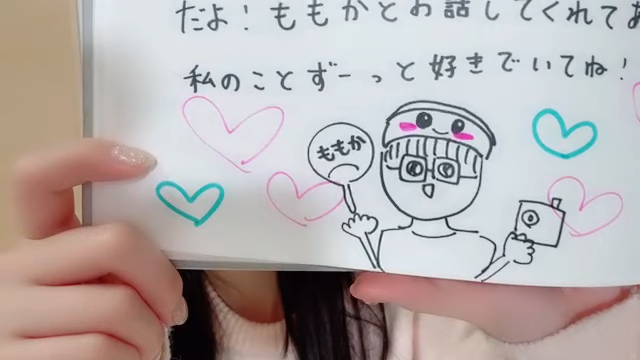 だよ！ももかとお話してくれてあ
私のことずーっと好きでいてね！
ももか